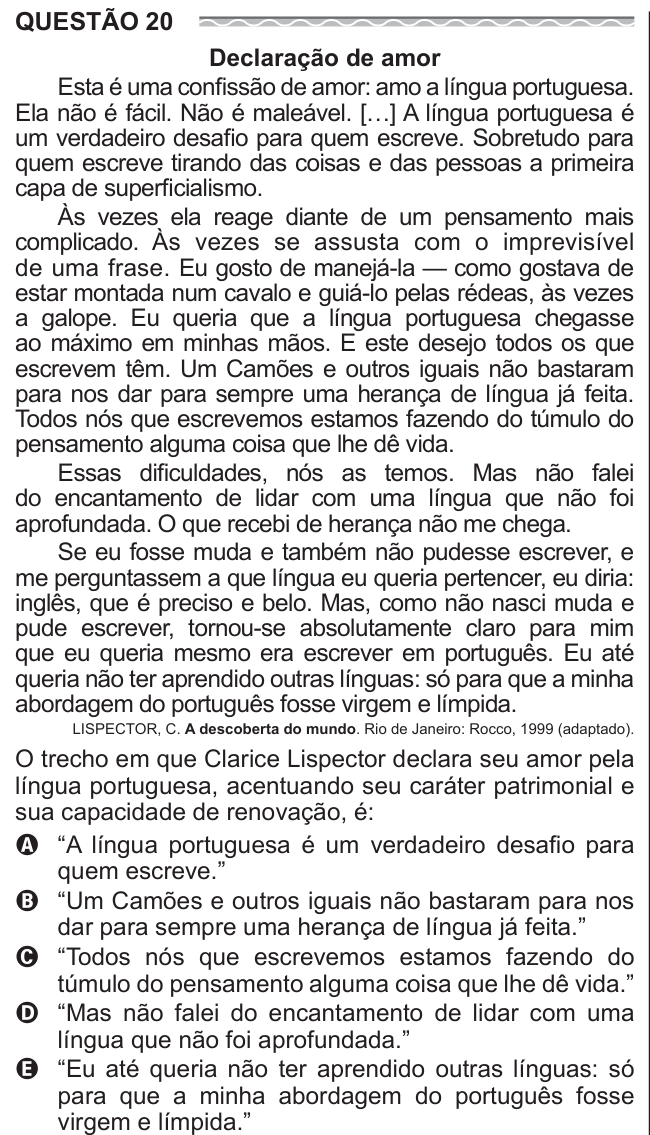 QUESTÃO 20
Declaração de amor
Esta é uma confissão de amor: amo a língua portuguesa.
Ela não é fácil. Não é maleável. […] A língua portuguesa é
um verdadeiro desafio para quem escreve. Sobretudo para
quem escreve tirando das coisas e das pessoas a primeira
capa de superficialismo.
Às vezes ela reage diante de um pensamento mais
complicado. Às vezes se assusta com o imprevisível
de uma frase. Eu gosto de manejá-la — como gostava de
estar montada num cavalo e guiá-lo pelas rédeas, às vezes
a galope. Eu queria que a língua portuguesa chegasse
ao máximo em minhas mãos. E este desejo todos os que
escrevem têm. Um Camões e outros iguais não bastaram
para nos dar para sempre uma herança de língua já feita.
Todos nós que escrevemos estamos fazendo do túmulo do
pensamento alguma coisa que lhe dê vida.
Essas dificuldades, nós as temos. Mas não falei
do encantamento de lidar com uma língua que não foi
aprofundada. O que recebi de herança não me chega.
Se eu fosse muda e também não pudesse escrever, e
me perguntassem a que língua eu queria pertencer, eu diria:
inglês, que é preciso e belo. Mas, como não nasci muda e
pude escrever, tornou-se absolutamente claro para mim
que eu queria mesmo era escrever em português. Eu até
queria não ter aprendido outras línguas: só para que a minha
abordagem do português fosse virgem e límpida.
LISPECTOR, C. A descoberta do mundo. Rio de Janeiro: Rocco, 1999 (adaptado).
O trecho em que Clarice Lispector declara seu amor pela
língua portuguesa, acentuando seu caráter patrimonial e
sua capacidade de renovação, é:
A “A língua portuguesa é um verdadeiro desafio para
quem escreve.”
B “Um Camões e outros iguais não bastaram para nos
dar para sempre uma herança de língua já feita.”
C “Todos nós que escrevemos estamos fazendo do
túmulo do pensamento alguma coisa que lhe dê vida.”
D “Mas não falei do encantamento de lidar com uma
língua que não foi aprofundada.”
E “Eu até queria não ter aprendido outras línguas: só
para que a minha abordagem do português fosse
virgem e límpida.”